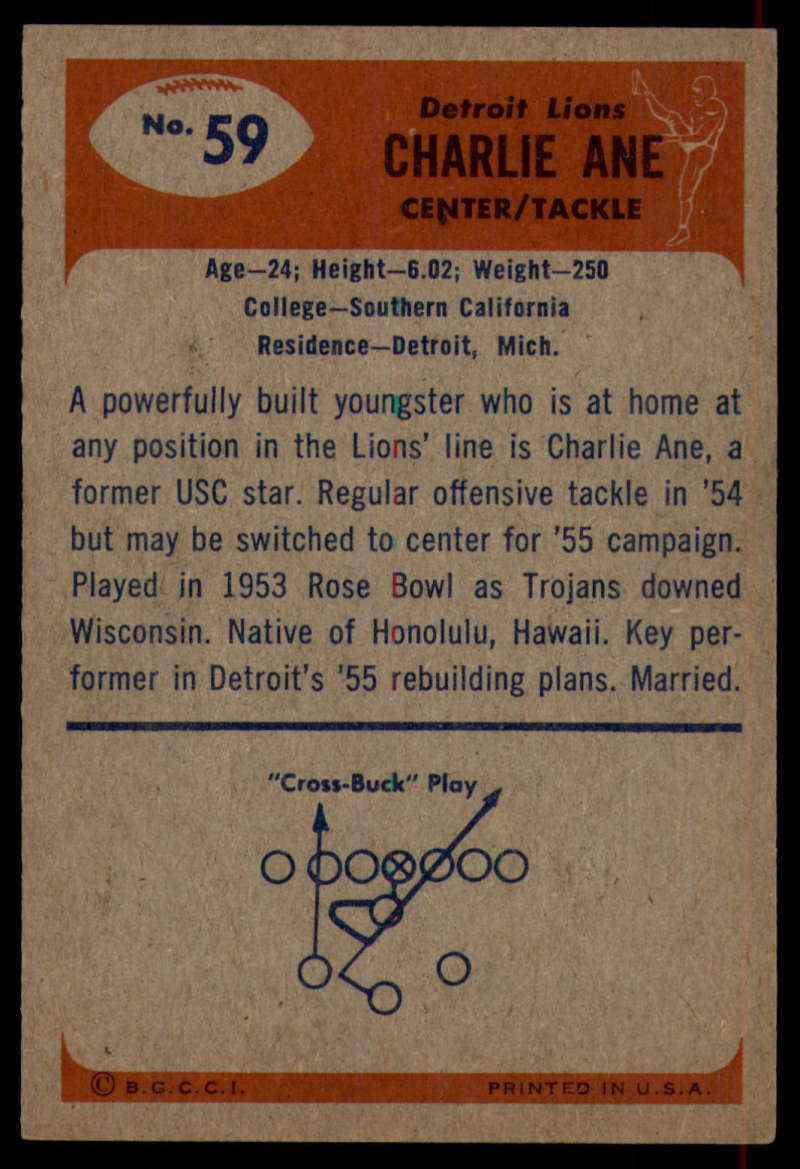 No. 59
Detroit Lions
CHARLIE ANE
CENTER/TACKLE
Age—24; Height—6.02; Weight—250
College—Southern California
Residence—Detroit, Mich.
A powerfully built youngster who is at home at
any position in the Lions' line is Charlie Ane, a
former USC star. Regular offensive tackle in '54
but may be switched to center for '55 campaign.
Played in 1953 Rose Bowl as Trojans downed
Wisconsin. Native of Honolulu, Hawaii. Key per-
former in Detroit's '55 rebuilding plans. Married.
"Cross-Buck" Play
© B.G.C.C.I.
PRINTED IN U.S.A.